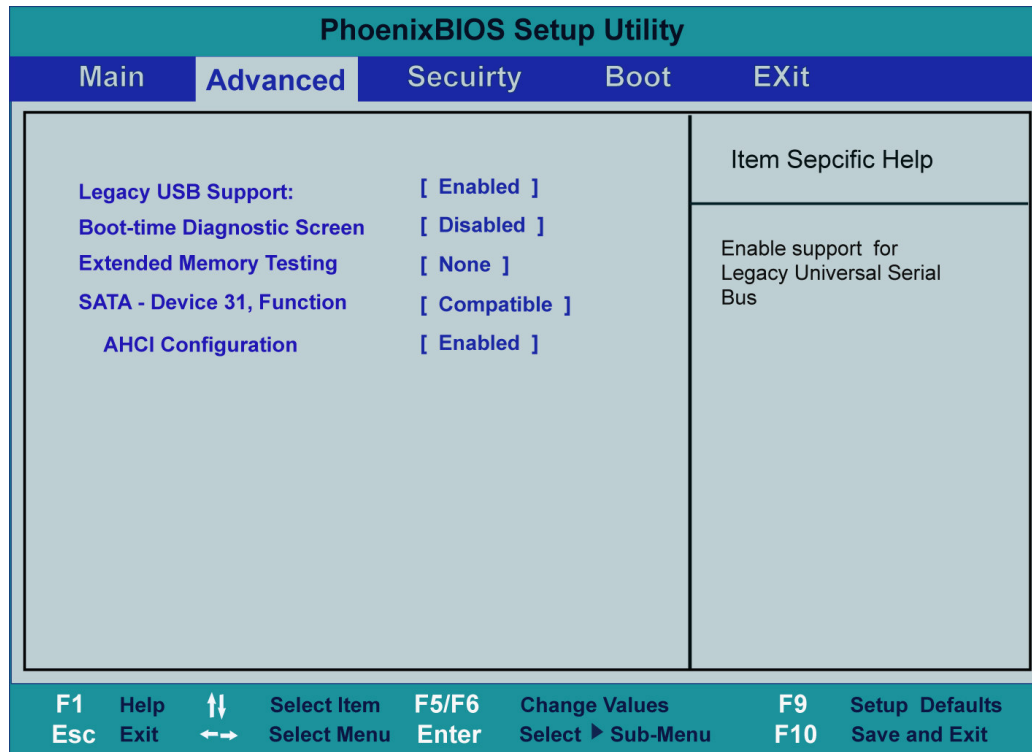 PhoenixBIOS Setup Utility
Main Advanced Secuirty Boot EXit
Item Sepcific Help
Legacy USB Support: [ Enabled ]
Boot-time Diagnostic Screen [ Disabled ]
Extended Memory Testing [ None ]
SATA - Device 31, Function [ Compatible ]
AHCI Configuration [ Enabled ]
Enable support for
Legacy Universal Serial
Bus
F1 Help Select Item F5/F6 Change Values F9 Setup Defaults
Esc Exit Select Menu Enter Select Sub-Menu F10 Save and Exit